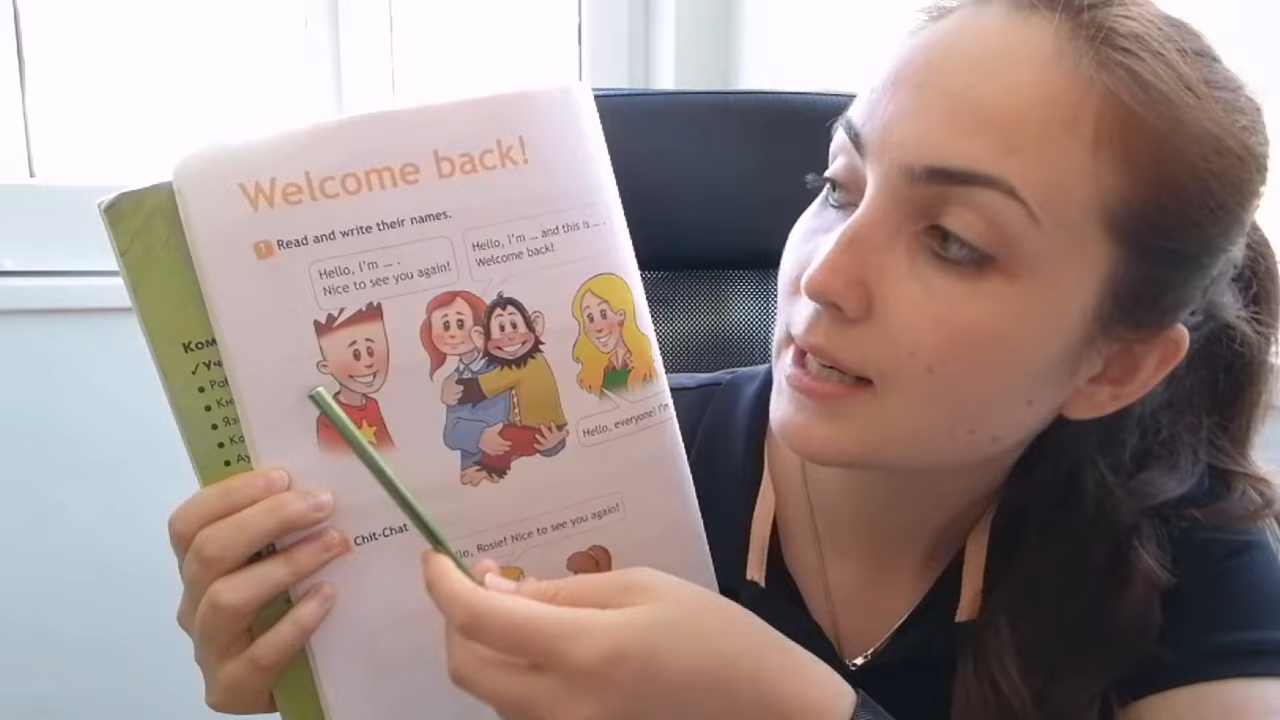 Welcome back!
1 Read and write their names.
Hello, I'm ... .
Nice to see you again!
Hello, I'm ... and this is ... .
Welcome back!
Hello, everyone! I'm
Chit-Chat
Rosie! Nice to see you again!